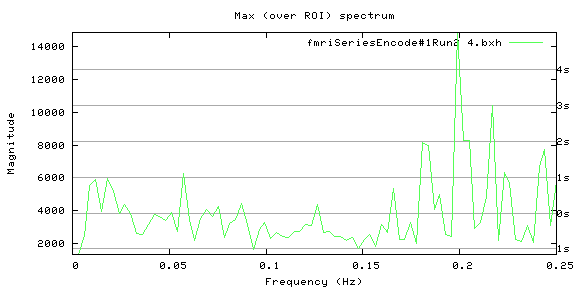 Max (over ROI) spectrum
fmriSeriesEncode#1Run2 4.bxh
14000
12000
10000
8000
6000
4000
2000
4s
3s
2s
1s
0s
1s
Magnitude
0 0.05 0.1 0.15 0.2 0.25
Frequency (Hz)